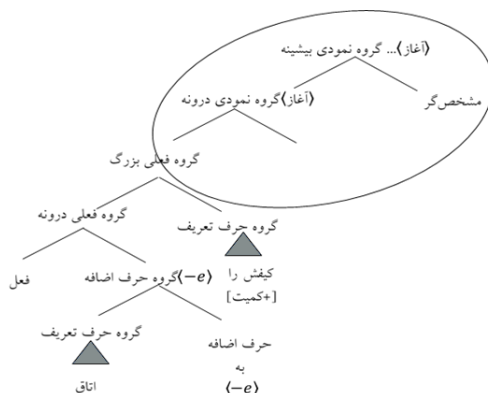 گروه نمودی بیشینه ...⟨آغاز⟩
گروه نمودی درونه⟨آغاز⟩
مشخص‌گر
گروه فعلی بزرگ
گروه فعلی درونه
گروه حرف تعریف
فعل
گروه حرف اضافه⟨-e⟩
کیفش را
[+کمیت]
گروه حرف تعریف
حرف اضافه
به
⟨-e⟩
اتاق